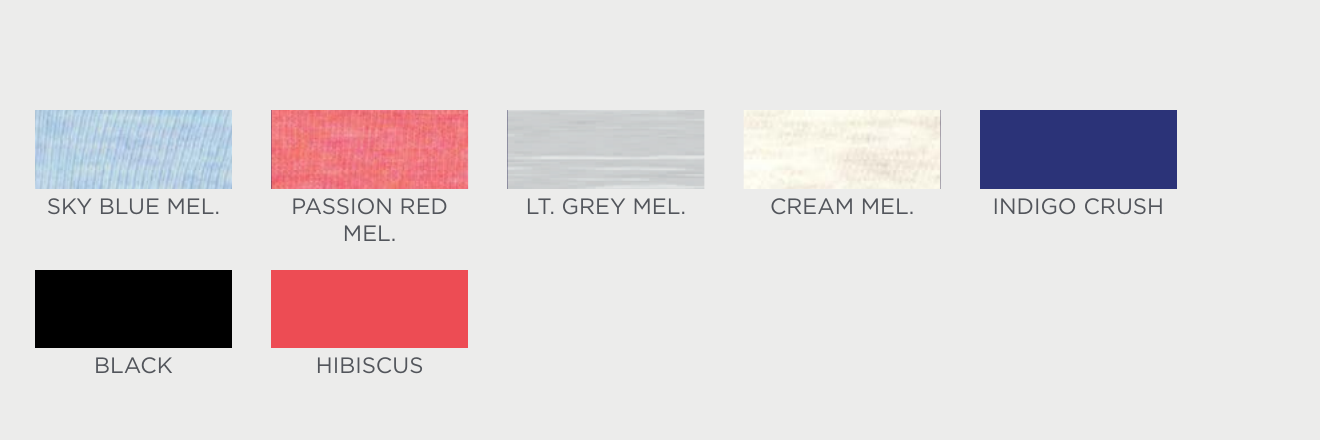 SKY BLUE MEL.
PASSION RED
MEL.
LT. GREY MEL.
CREAM MEL.
INDIGO CRUSH
BLACK
HIBISCUS